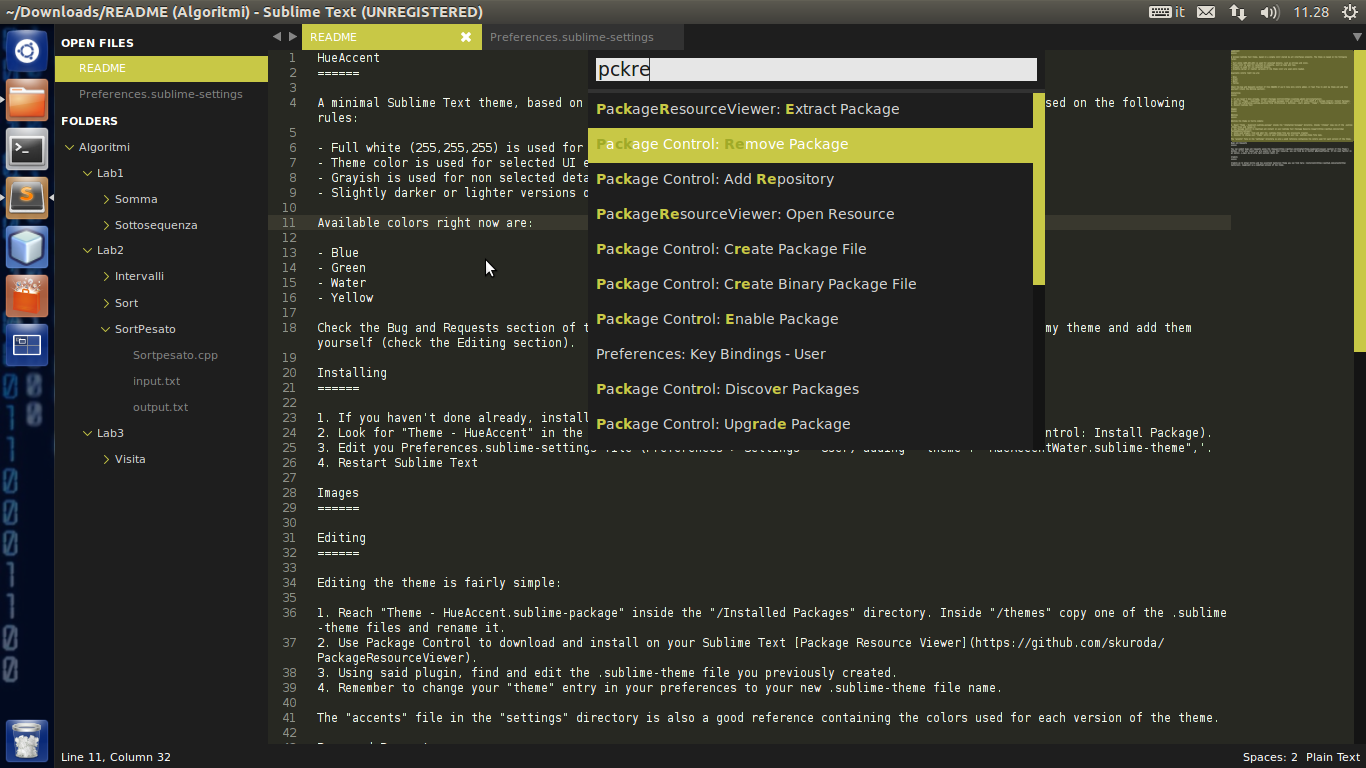 ~/Downloads/README (Algoritmi) - Sublime Text (UNREGISTERED)
it
11.28
OPEN FILES
README
Preferences.sublime-settings
FOLDERS
Algoritmi
Lab1
Somma
Sottosequenza
Lab2
Intervalli
Sort
SortPesato
Sortpesato.cpp
input.txt
output.txt
Lab3
Visita
README
Preferences.sublime-settings
pckre
PackageResourceViewer: Extract Package
Package Control: Remove Package
Package Control: Add Repository
PackageResourceViewer: Open Resource
Package Control: Create Package File
Package Control: Create Binary Package File
Package Control: Enable Package
Preferences: Key Bindings - User
Package Control: Discover Packages
Package Control: Upgrade Package
1 HueAccent
2 ======
3
4 A minimal Sublime Text theme, based on sed on the following
rules:
5
6 - Full white (255,255,255) is used for
7 - Theme color is used for selected UI e
8 - Grayish is used for non selected deta
9 - Slightly darker or lighter versions o
10
11 Available colors right now are:
12
13 - Blue
14 - Green
15 - Water
16 - Yellow
17
18 Check the Bug and Requests section of t my theme and add them
yourself (check the Editing section).
19
20 Installing
21 ======
22
23 1. If you haven't done already, install
24 2. Look for "Theme - HueAccent" in the ntrol: Install Package).
25 3. Edit you Preferences.sublime-settings file (Preferences > Settings - User) adding "theme": "HueAccentWater.sublime-theme",'.
26 4. Restart Sublime Text
27
28 Images
29 ======
30
31 Editing
32 ======
33
34 Editing the theme is fairly simple:
35
36 1. Reach "Theme - HueAccent.sublime-package" inside the "/Installed Packages" directory. Inside "/themes" copy one of the .sublime
-theme files and rename it.
37 2. Use Package Control to download and install on your Sublime Text [Package Resource Viewer](https://github.com/skuroda/
PackageResourceViewer).
38 3. Using said plugin, find and edit the .sublime-theme file you previously created.
39 4. Remember to change your "theme" entry in your preferences to your new .sublime-theme file name.
40
41 The "accents" file in the "settings" directory is also a good reference containing the colors used for each version of the theme.
42
Line 11, Column 32
Spaces: 2 Plain Text